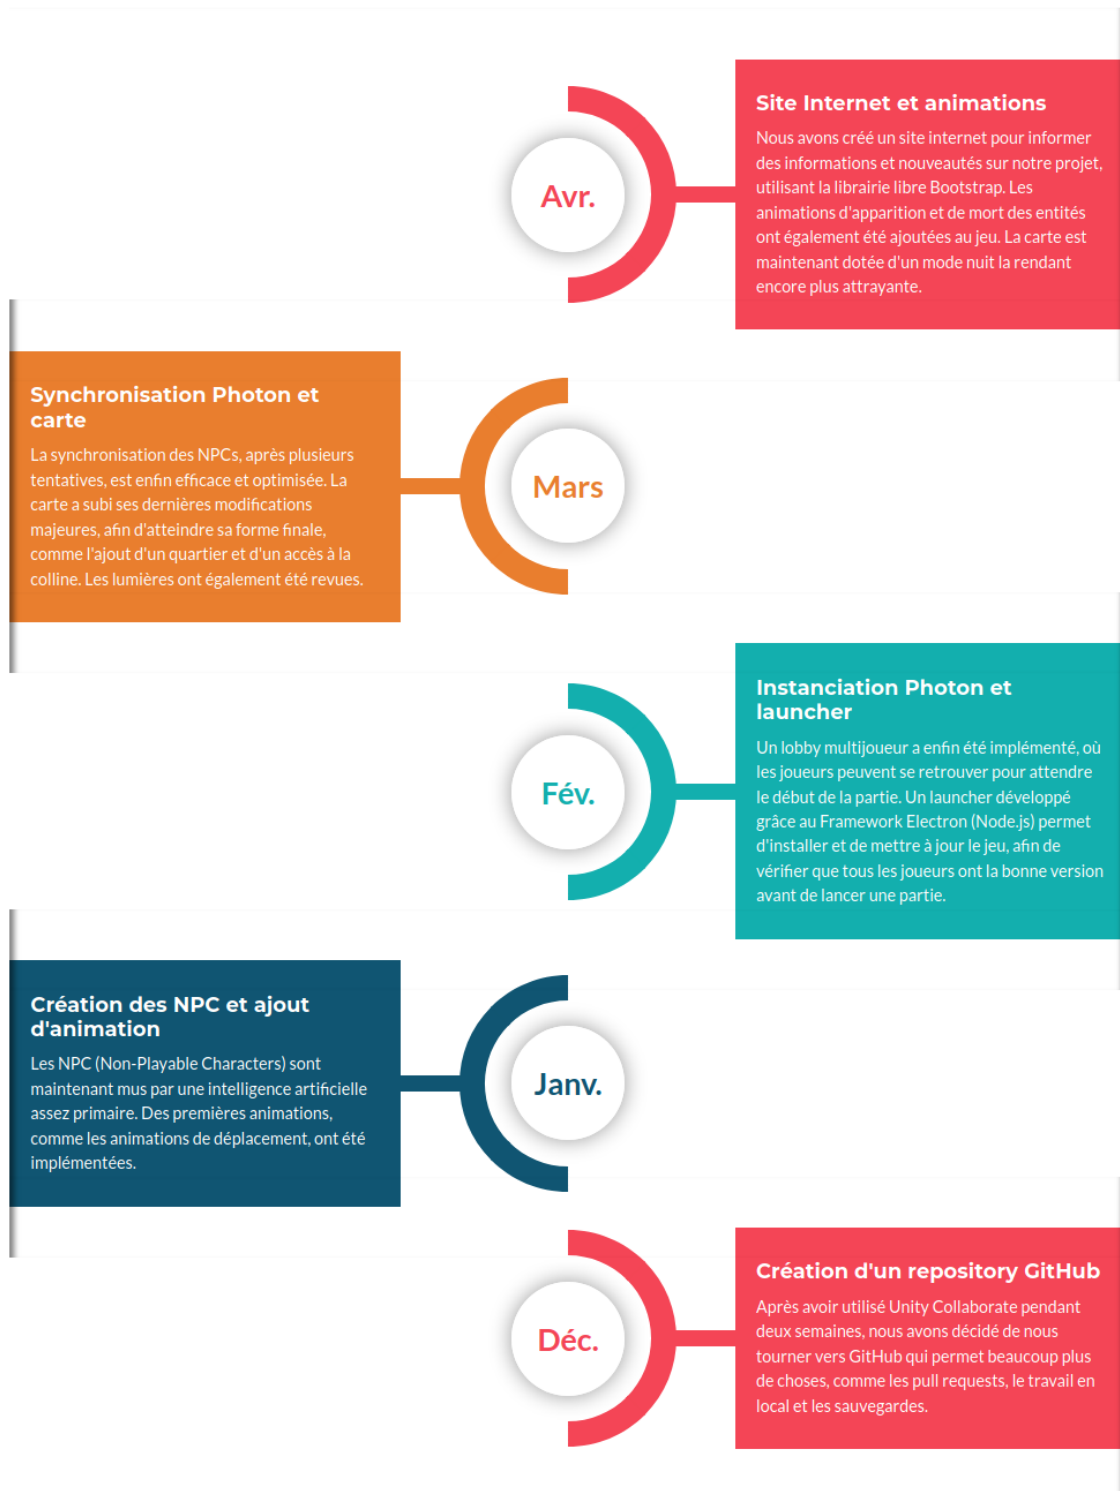 Avr.
Site Internet et animations
Nous avons créé un site internet pour informer
des informations et nouveautés sur notre projet,
utilisant la librairie libre Bootstrap. Les
animations d'apparition et de mort des entités
ont également été ajoutées au jeu. La carte est
maintenant dotée d'un mode nuit la rendant
encore plus attrayante.
Synchronisation Photon et
carte
La synchronisation des NPCs, après plusieurs
tentatives, est enfin efficace et optimisée. La
carte a subi ses dernières modifications
majeures, afin d'atteindre sa forme finale,
comme l'ajout d'un quartier et d'un accès à la
colline. Les lumières ont également été revues.
Mars
Fév.
Instanciation Photon et
launcher
Un lobby multijoueur a enfin été implémenté, où
les joueurs peuvent se retrouver pour attendre
le début de la partie. Un launcher développé
grâce au Framework Electron (Node.js) permet
d'installer et de mettre à jour le jeu, afin de
vérifier que tous les joueurs ont la bonne version
avant de lancer une partie.
Création des NPC et ajout
d'animation
Les NPC (Non-Playable Characters) sont
maintenant mus par une intelligence artificielle
assez primaire. Des premières animations,
comme les animations de déplacement, ont été
implémentées.
Janv.
Déc.
Création d'un repository GitHub
Après avoir utilisé Unity Collaborate pendant
deux semaines, nous avons décidé de nous
tourner vers GitHub qui permet beaucoup plus
de choses, comme les pull requests, le travail en
local et les sauvegardes.